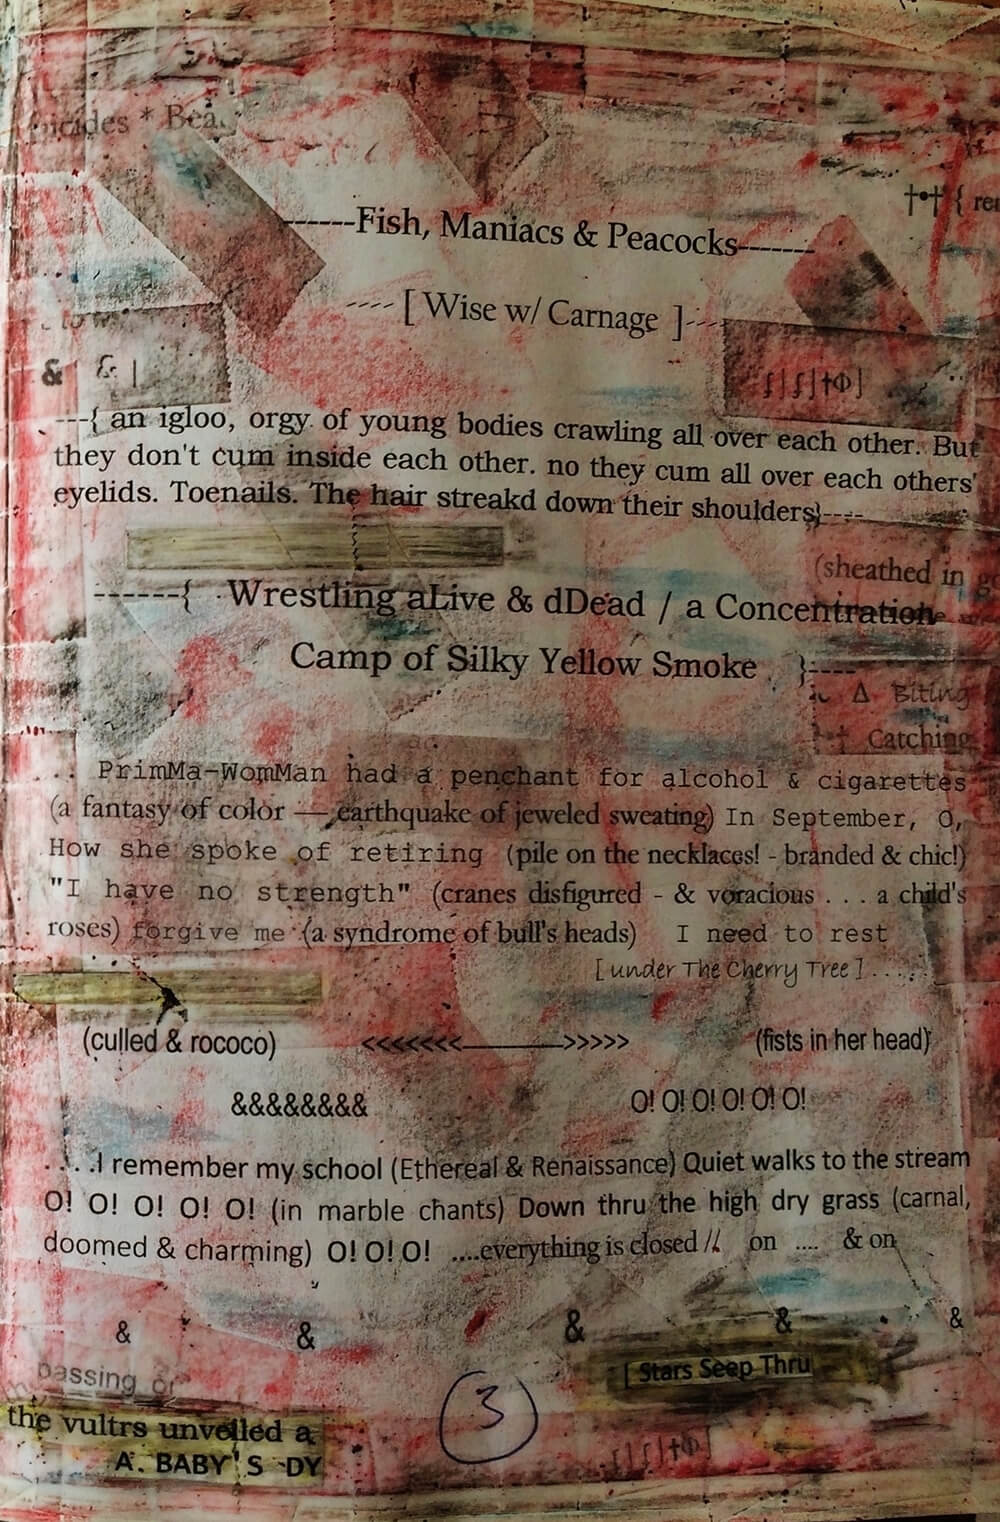 icides * Bea
†•† { rer
------Fish, Maniacs & Peacocks-------
----[ Wise w/ Carnage ]----
& & |
ʃ|ʃ|†Φ]
---{ an igloo, orgy of young bodies crawling all over each other. But
they don't cum inside each other. no they cum all over each others'
eyelids. Toenails. The hair streakd down their shoulders}----
(sheathed in g
------{ Wrestling aLive & dDead / a Concentration
Camp of Silky Yellow Smoke }:----
Δ Biting
† Catching
... PrimMa-WomMan had a penchant for alcohol & cigarettes
(a fantasy of color — earthquake of jeweled sweating) In September, O,
How she spoke of retiring (pile on the necklaces! - branded & chic!)
"I have no strength" (cranes disfigured - & voracious . . . a child's
roses) forgive me (a syndrome of bull's heads) I need to rest
[ under The Cherry Tree ] . . . . .
(culled & rococo) <<<<<<<________>>>>> (fists in her head)
&&&&&&&& O! O! O! O! O! O!
. . . .I remember my school (Ethereal & Renaissance) Quiet walks to the stream
O! O! O! O! O! (in marble chants) Down thru the high dry grass (carnal,
doomed & charming) O! O! O! ....everything is closed // on .... & on
& & & & &
passing or
[ Stars Seep Thru
the vultrs unveiled a
3
A. BABY'S DY
ʃ|ʃ|†Φ]